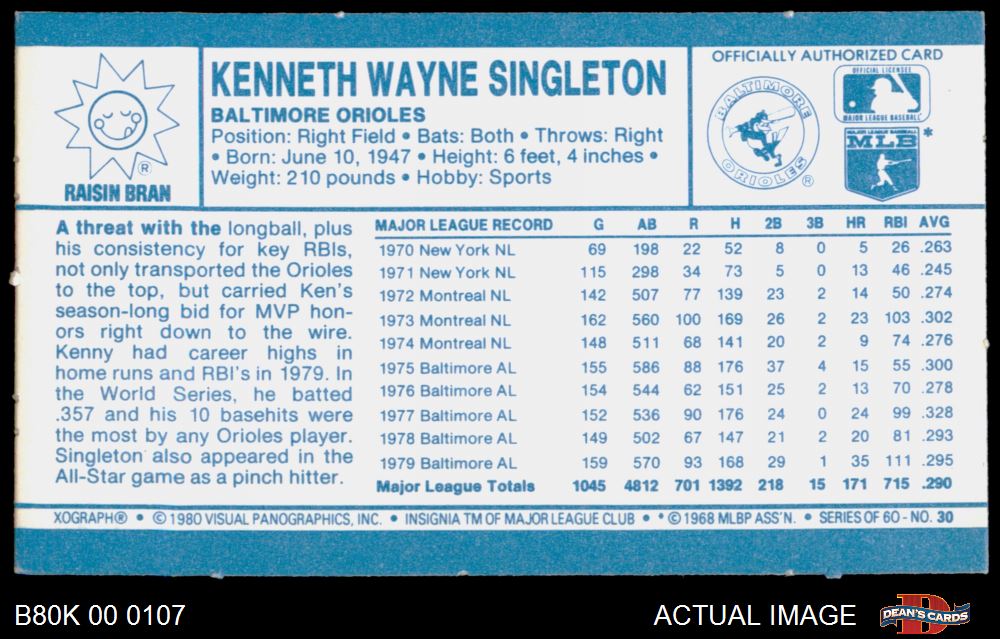 RAISIN BRAN
®
KENNETH WAYNE SINGLETON
BALTIMORE ORIOLES
Position: Right Field • Bats: Both • Throws: Right
• Born: June 10, 1947 • Height: 6 feet, 4 inches •
Weight: 210 pounds • Hobby: Sports
OFFICIALLY AUTHORIZED CARD
BALTIMORE
ORIOLES
®
OFFICIAL LICENSEE
MAJOR LEAGUE BASEBALL
MAJOR LEAGUE BASEBALL
MLB *
A threat with the longball, plus
his consistency for key RBIs,
not only transported the Orioles
to the top, but carried Ken's
season-long bid for MVP hon-
ors right down to the wire.
Kenny had career highs in
home runs and RBI's in 1979. In
the World Series, he batted
.357 and his 10 basehits were
the most by any Orioles player.
Singleton also appeared in the
All-Star game as a pinch hitter.
MAJOR LEAGUE RECORD G AB R H 2B 3B HR RBI AVG
1970 New York NL 69 198 22 52 8 0 5 26 .263
1971 New York NL 115 298 34 73 5 0 13 46 .245
1972 Montreal NL 142 507 77 139 23 2 14 50 .274
1973 Montreal NL 162 560 100 169 26 2 23 103 .302
1974 Montreal NL 148 511 68 141 20 2 9 74 .276
1975 Baltimore AL 155 586 88 176 37 4 15 55 .300
1976 Baltimore AL 154 544 62 151 25 2 13 70 .278
1977 Baltimore AL 152 536 90 176 24 0 24 99 .328
1978 Baltimore AL 149 502 67 147 21 2 20 81 .293
1979 Baltimore AL 159 570 93 168 29 1 35 111 .295
Major League Totals 1045 4812 701 1392 218 15 171 715 .290
XOGRAPH® • © 1980 VISUAL PANOGRAPHICS, INC. • INSIGNIA TM OF MAJOR LEAGUE CLUB • * © 1968 MLBP ASS'N. • SERIES OF 60 - NO. 30
B80K 00 0107
ACTUAL IMAGE
DEAN'S CARDS